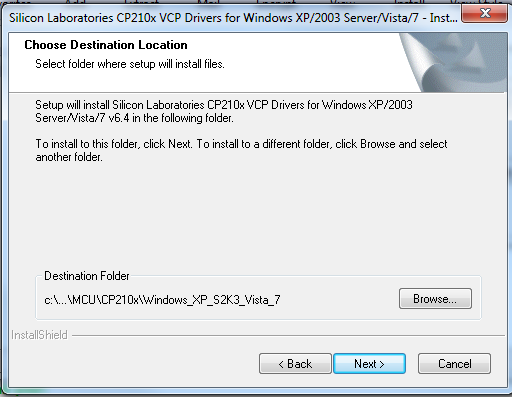 Silicon Laboratories CP210x VCP Drivers for Windows XP/2003 Server/Vista/7 - Inst...
Choose Destination Location
Select folder where setup will install files.
Setup will install Silicon Laboratories CP210x VCP Drivers for Windows XP/2003
Server/Vista/7 v6.4 in the following folder.
To install to this folder, click Next. To install to a different folder, click Browse and select
another folder.
Destination Folder
c:\...\MCU\CP210x\Windows_XP_S2K3_Vista_7
Browse...
InstallShield
< Back
Next >
Cancel